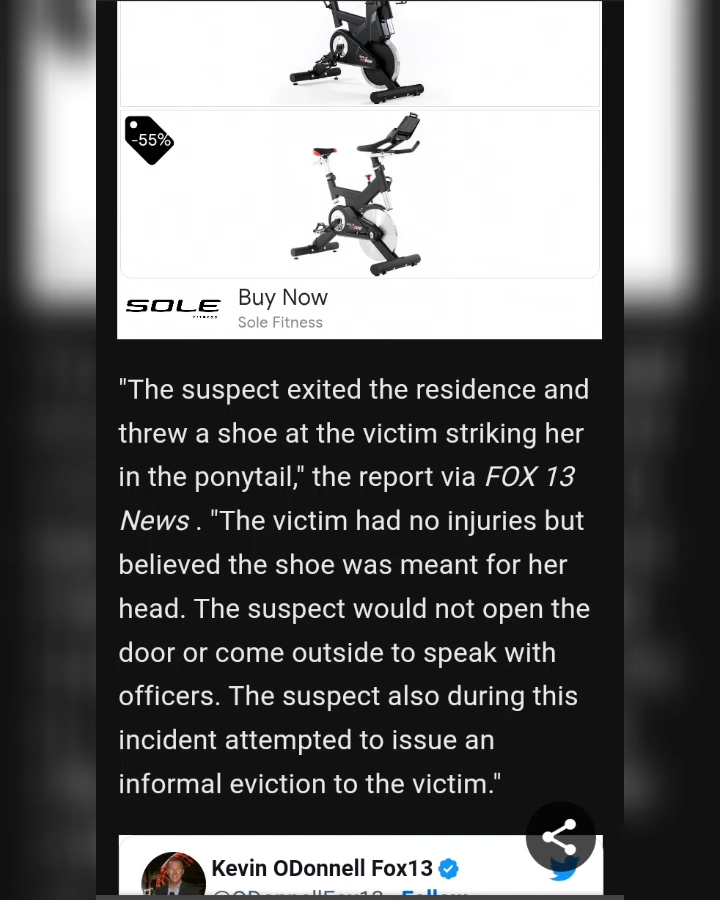 -55%
SOLE
FITNESS
Buy Now
Sole Fitness
"The suspect exited the residence and
threw a shoe at the victim striking her
in the ponytail," the report via FOX 13
News . "The victim had no injuries but
believed the shoe was meant for her
head. The suspect would not open the
door or come outside to speak with
officers. The suspect also during this
incident attempted to issue an
informal eviction to the victim."
Kevin ODonnell Fox13
@ODonnellFox13 · Follow